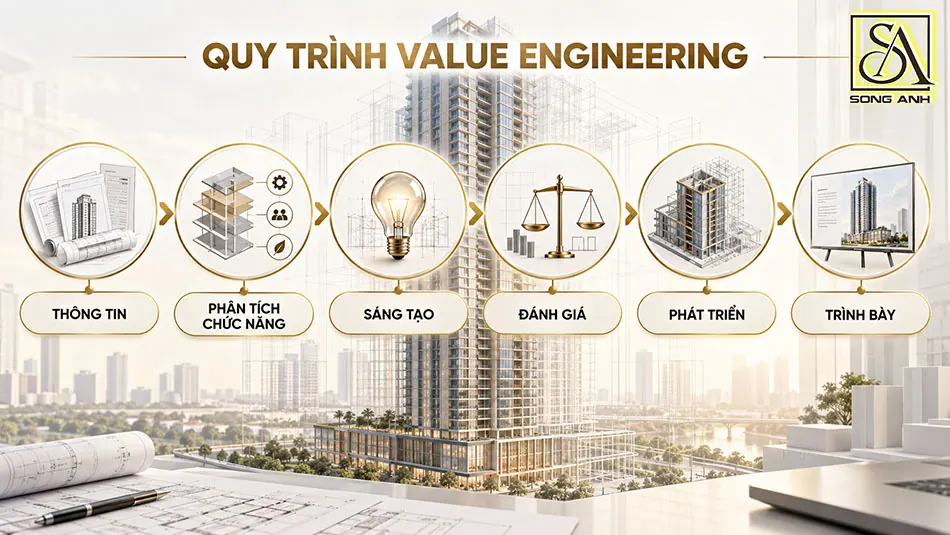 QUY TRÌNH VALUE ENGINEERING
SA
SONG ANH
THÔNG TIN
PHÂN TÍCH
CHỨC NĂNG
SÁNG TẠO
ĐÁNH GIÁ
PHÁT TRIỂN
TRÌNH BÀY